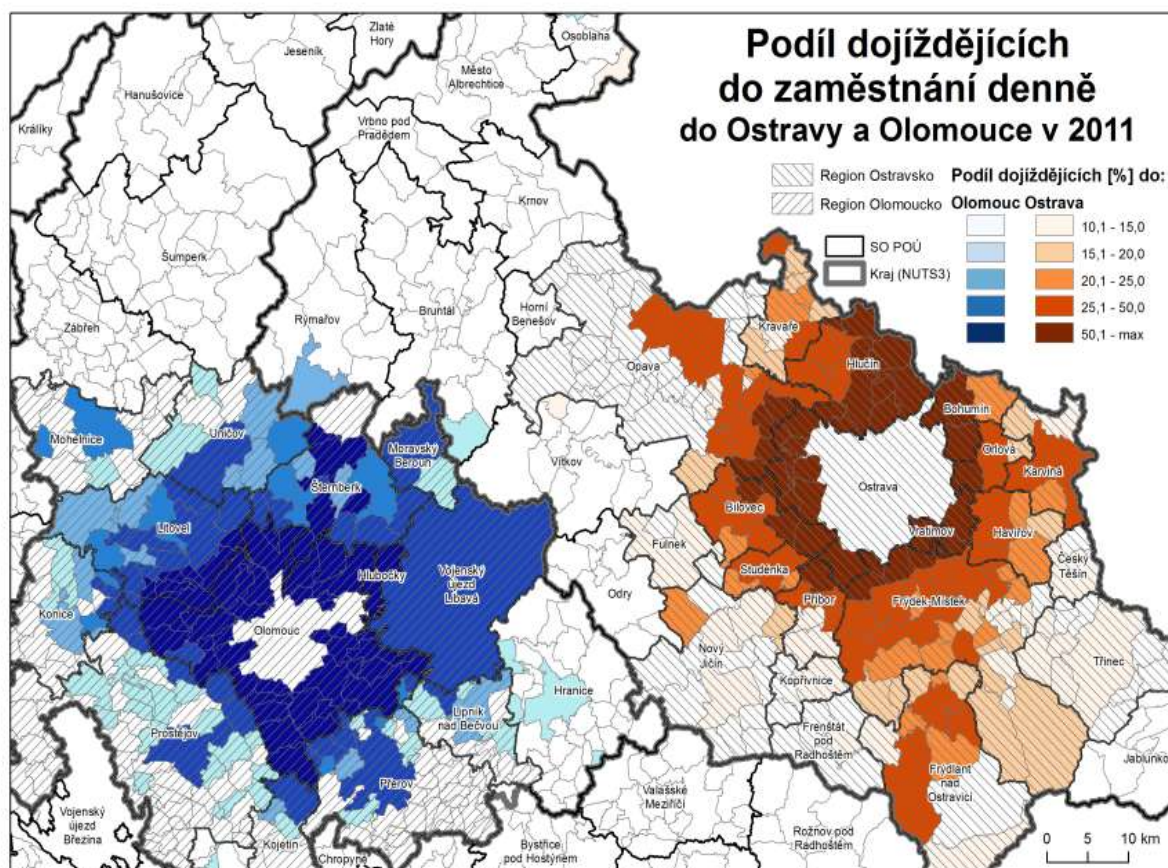 Podíl dojíždějících
do zaměstnání denně
do Ostravy a Olomouce v 2011
Region Ostravsko
Region Olomoucko
SO POÚ
Kraj (NUTS3)
Podíl dojíždějících [%] do:
Olomouc Ostrava
10,1 - 15,0
15,1 - 20,0
20,1 - 25,0
25,1 - 50,0
50,1 - max
Zlaté
Hory
Osoblaha
Jeseník
Město
Albrechtice
Hanušovice
Králíky
Vrbno pod
Pradědem
Krnov
Šumperk
Bruntál
Horní
Benešov
Rýmařov
Zábřeh
Kravaře
Hlučín
Opava
Bohumín
Mohelnice
Uničov
Moravský
Beroun
Orlová
Karviná
Vítkov
Šternberk
Ostrava
Bílovec
Litovel
Vratimov
Havířov
Fulnek
Český
Těšín
Hlubočky
Vojenský
újezd
Libavá
Studénka
Odry
Příbor
Frýdek-Místek
Konice
Olomouc
Nový
Jičín
Třinec
Kopřivnice
Hranice
Lipník
nad Bečvou
Prostějov
Frenštát
pod
Radhoštěm
Jablunko
Přerov
Frýdlant
nad
Ostravicí
Valašské
Meziříčí
Vojenský
újezd
Březina
Rožnov pod
Radhoštěm
Kojetín
Chropyně
Bystřice
pod Hostýnem
0 5 10 km